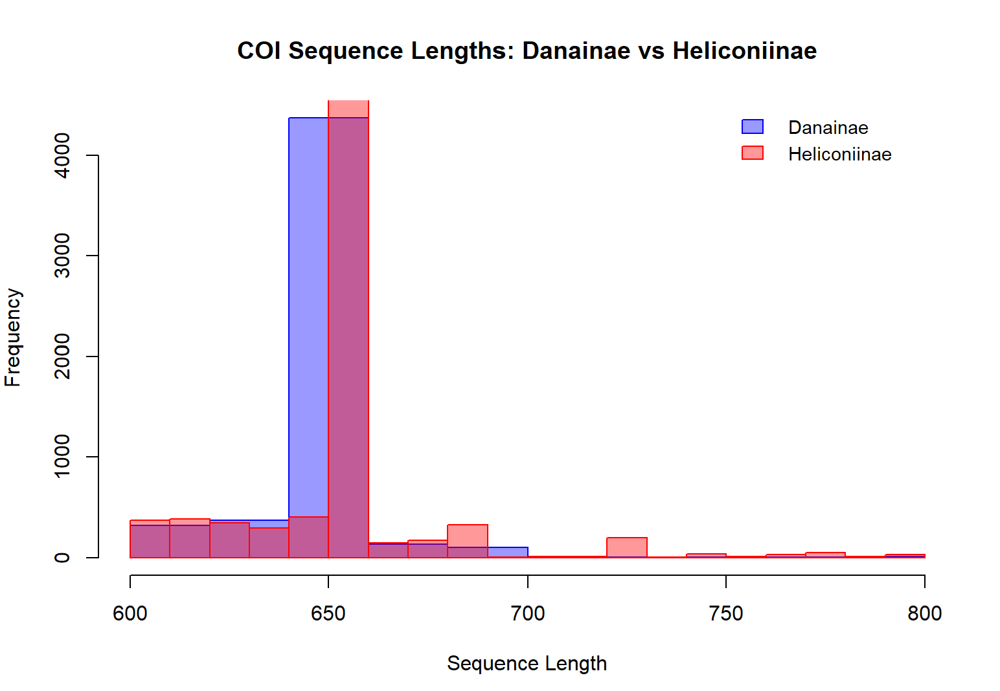 COI Sequence Lengths: Danainae vs Heliconiinae
Danainae
Heliconiinae
4000
3000
2000
1000
0
Frequency
600 650 700 750 800
Sequence Length